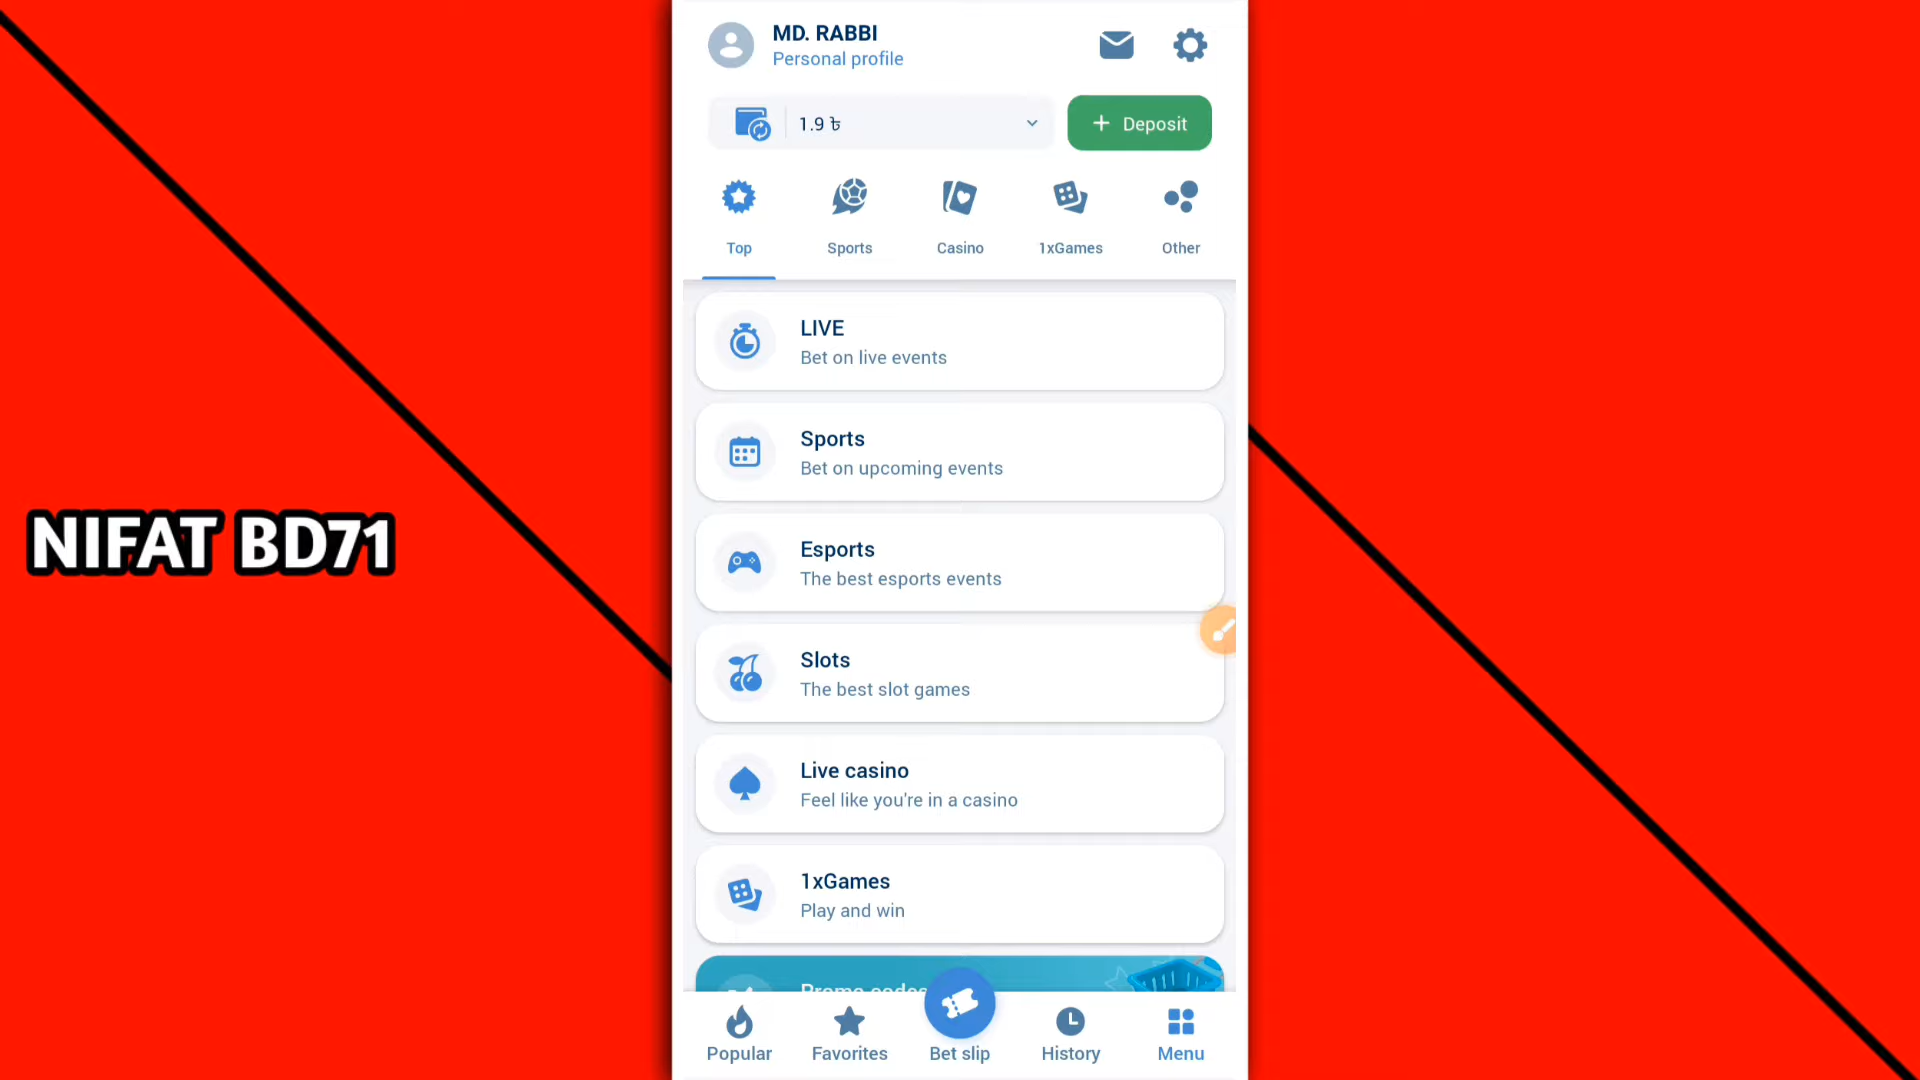 MD. RABBI
Personal profile
1.9 ৳
+ Deposit
Top
Sports
Casino
1xGames
Other
LIVE
Bet on live events
Sports
Bet on upcoming events
Esports
The best esports events
NIFAT BD71
Slots
The best slot games
Live casino
Feel like you're in a casino
1xGames
Play and win
Promo codes
Popular
Favorites
Bet slip
History
Menu